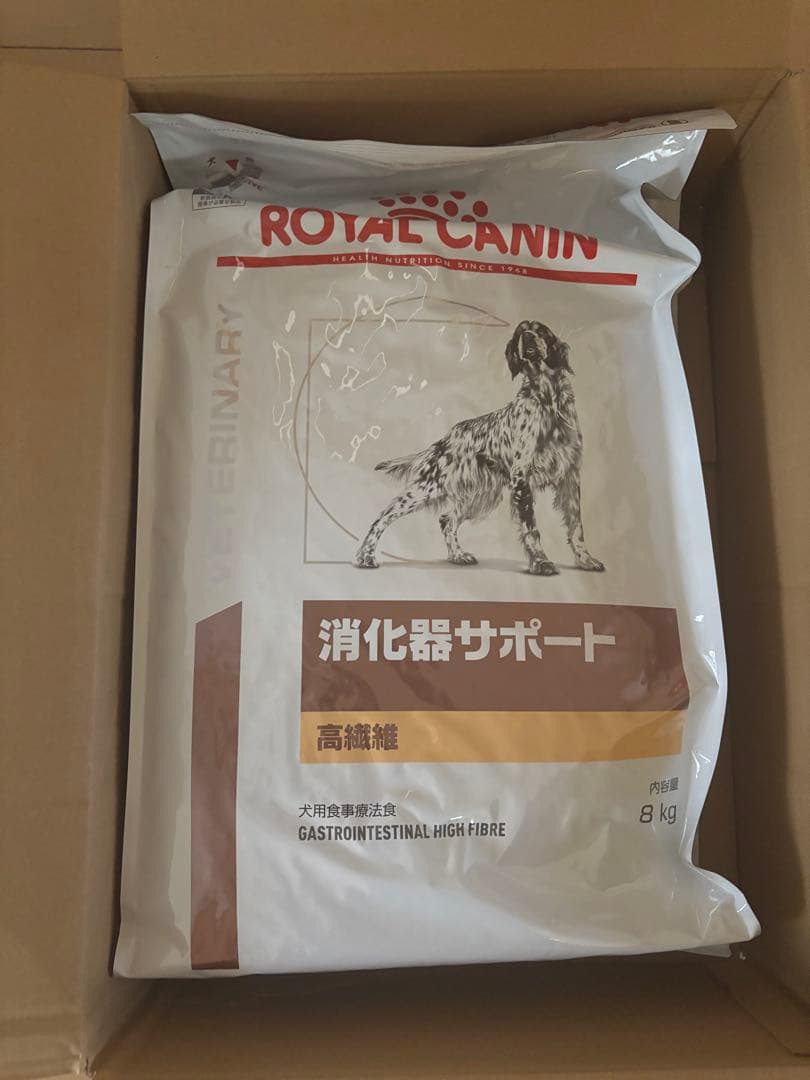 ROYAL CANIN
HEALTH NUTRITION SINCE 1968
VETERINARY
消化器サポート
高繊維
犬用食事療法食
GASTROINTESTINAL HIGH FIBRE
内容量
8 kg